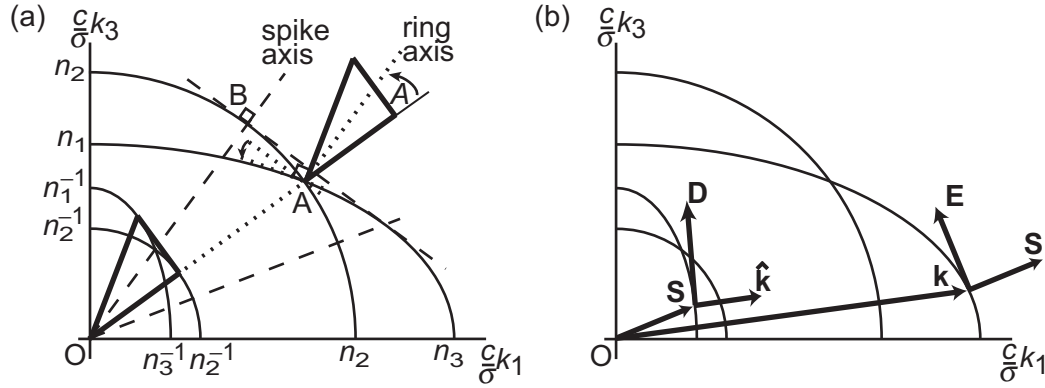 (a)
c/σ k₃
spike axis
ring axis
n₂
B
A
n₁
A
n₁⁻¹
n₂⁻¹
O
n₃⁻¹
n₂⁻¹
n₂
n₃
c/σ k₁
(b)
c/σ k₃
D
E
S
k̂
S
k
O
c/σ k₁